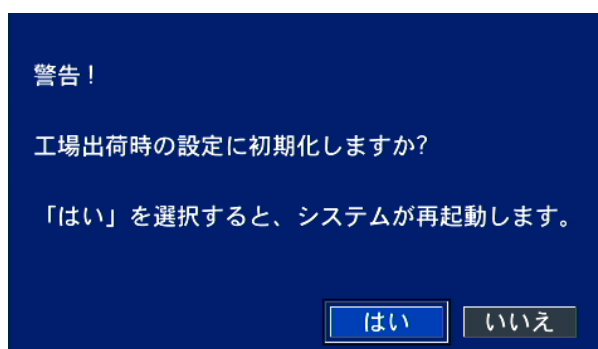 警告！
工場出荷時の設定に初期化しますか?
「はい」を選択すると、システムが再起動します。
はい
いいえ